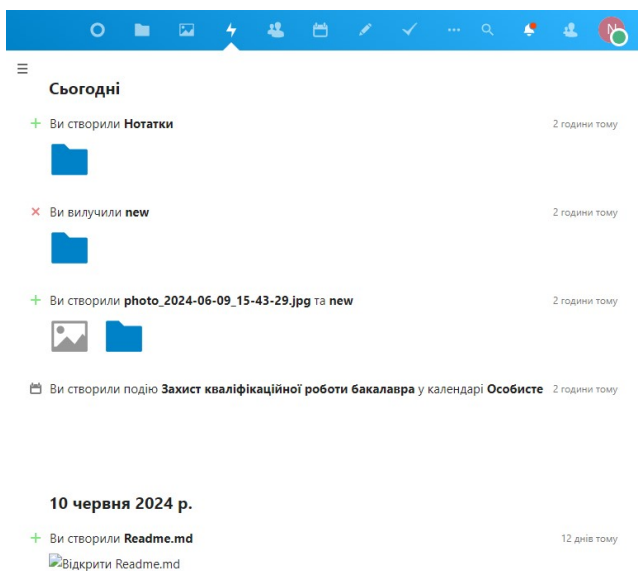 N
Сьогодні
Ви створили Нотатки 2 години тому
Ви вилучили new 2 години тому
Ви створили photo_2024-06-09_15-43-29.jpg та new 2 години тому
Ви створили подію Захист кваліфікаційної роботи бакалавра у календарі Особисте 2 години тому
10 червня 2024 р.
Ви створили Readme.md 12 днів тому
Відкрити Readme.md